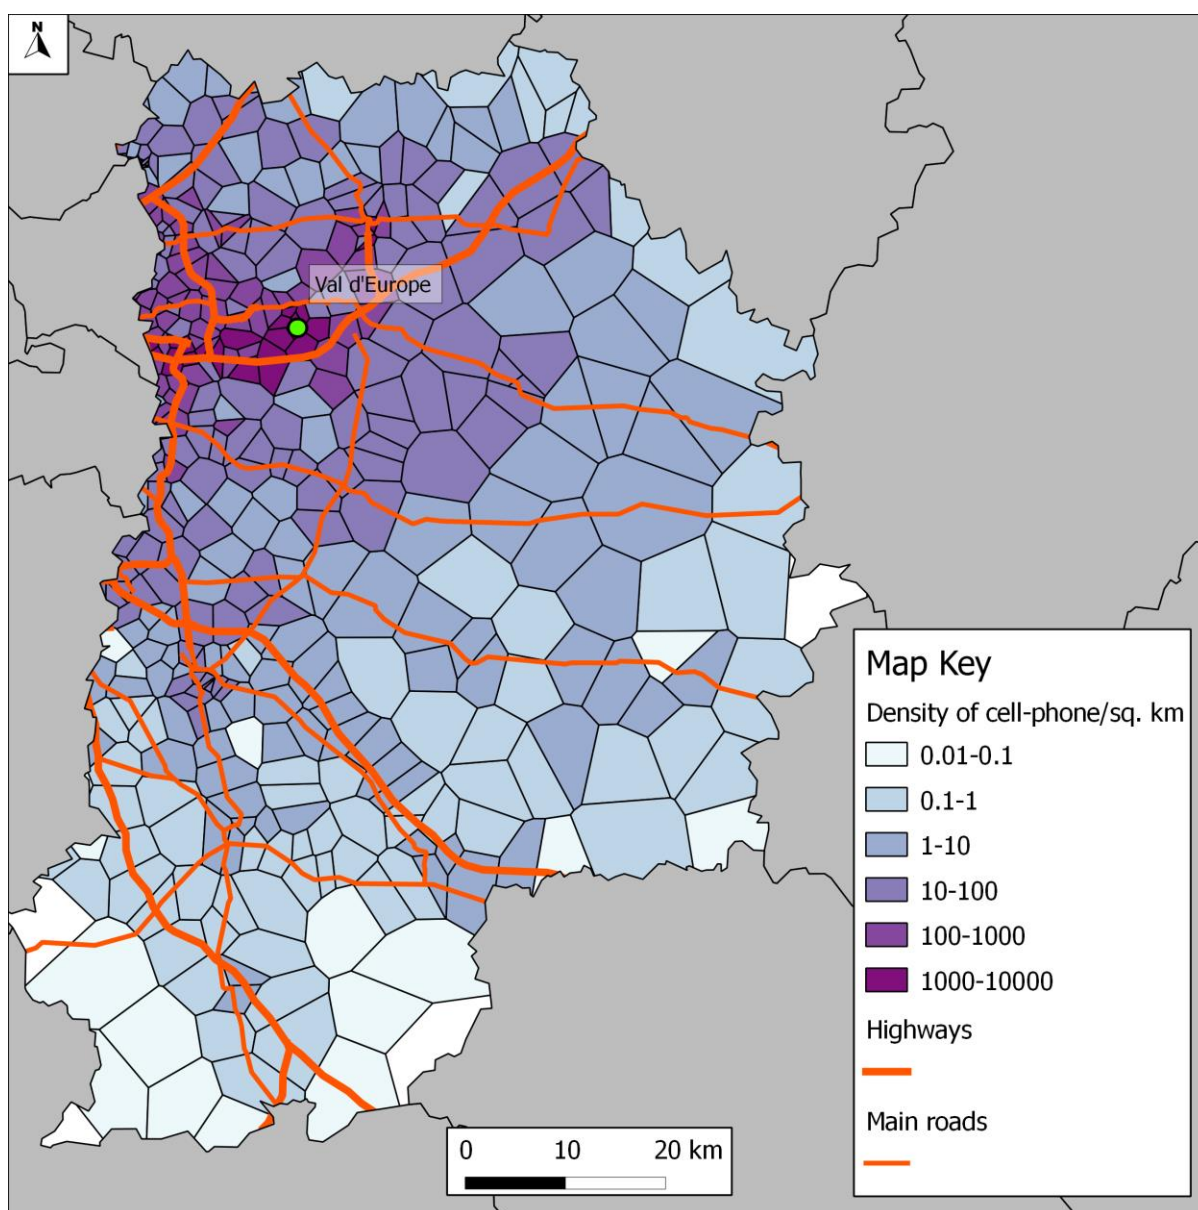 N
Val d'Europe
Map Key
Density of cell-phone/sq. km
0.01-0.1
0.1-1
1-10
10-100
100-1000
1000-10000
Highways
Main roads
0 10 20 km